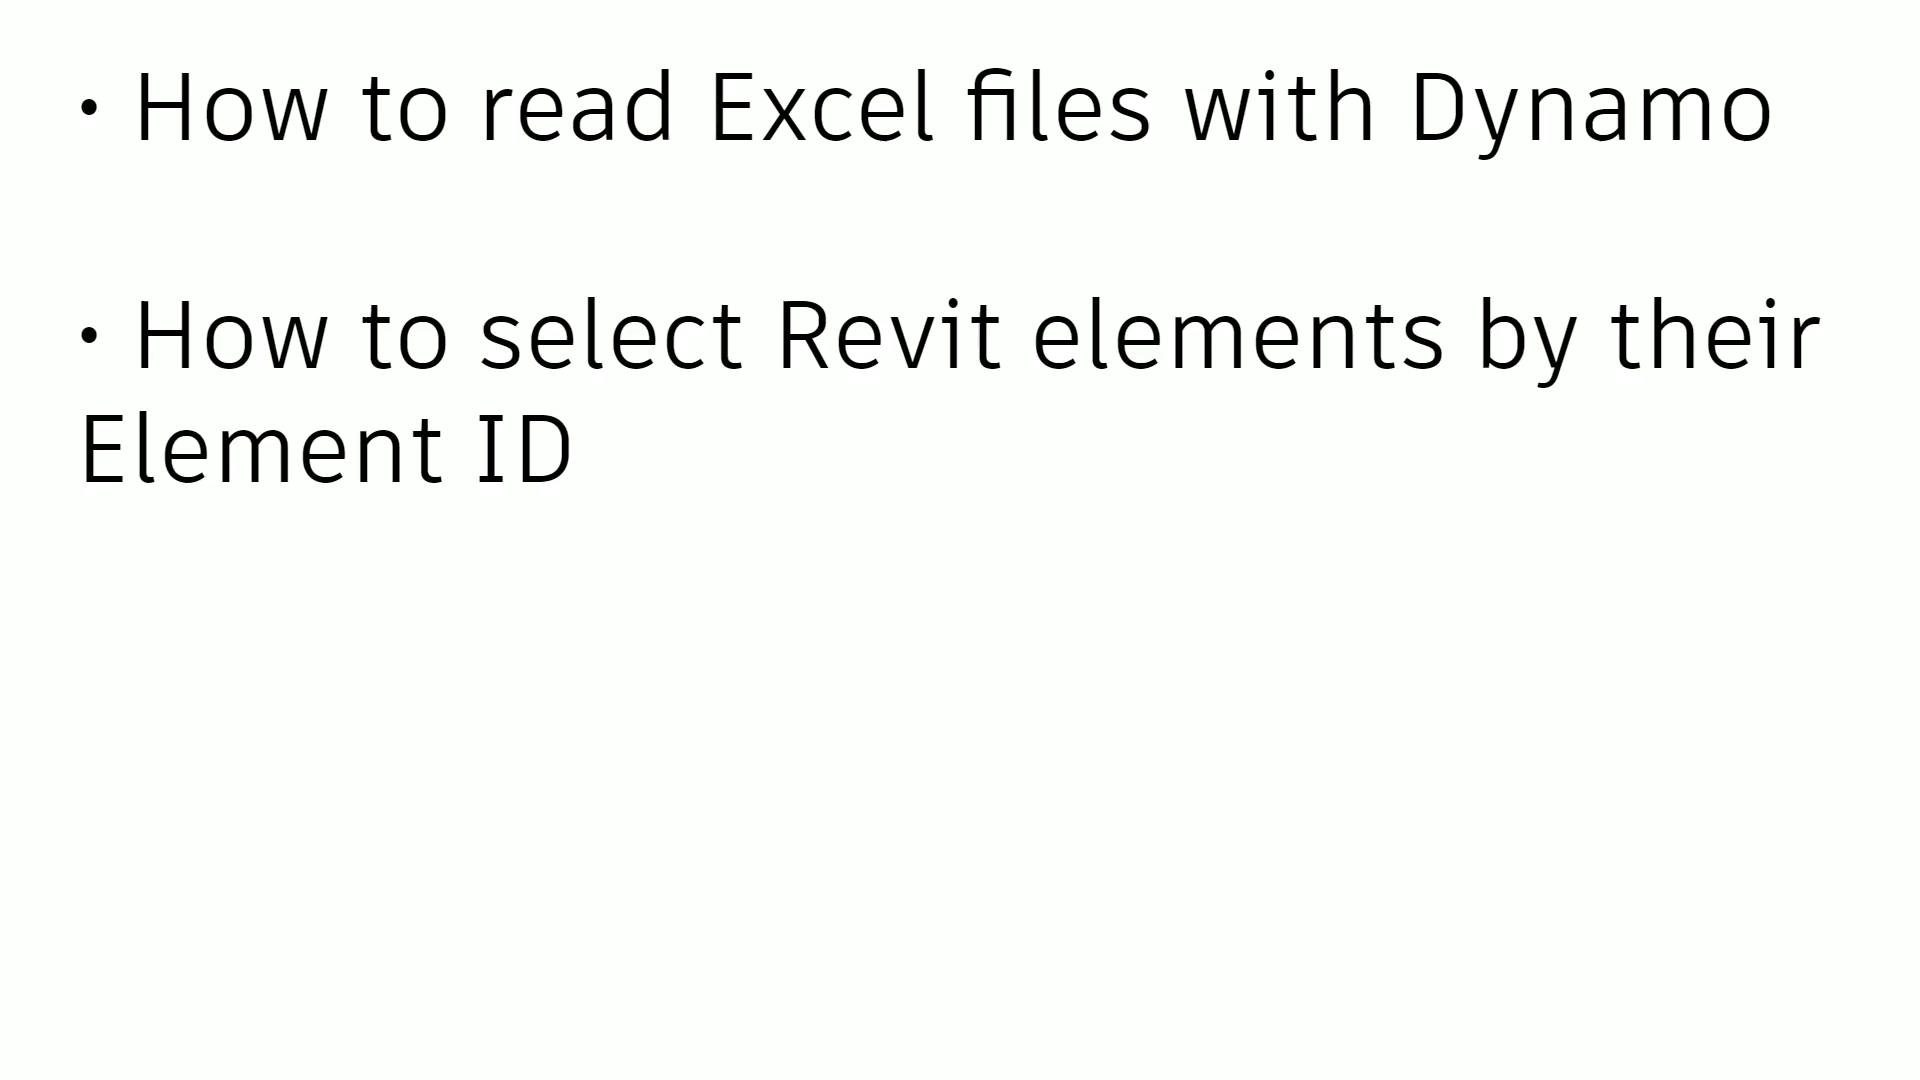 • How to read Excel files with Dynamo
• How to select Revit elements by their
Element ID